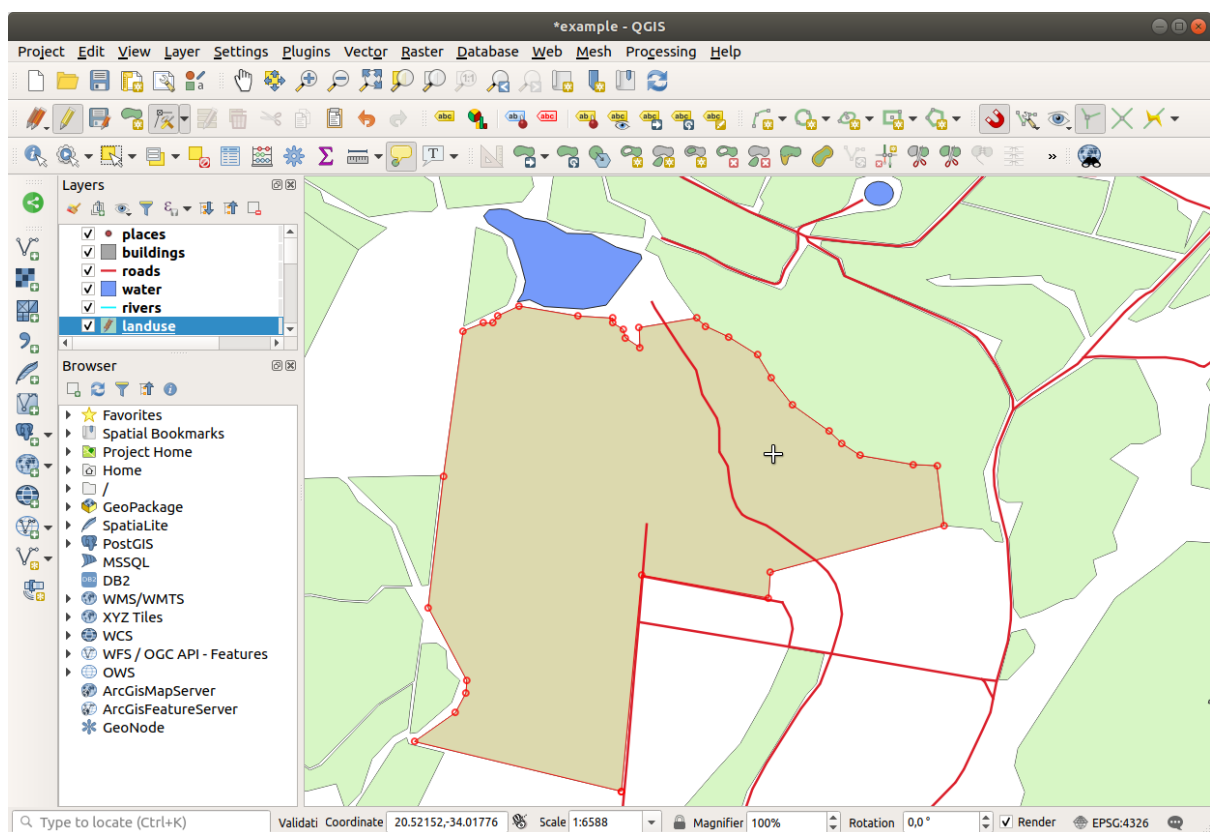 *example - QGIS
Project Edit View Layer Settings Plugins Vector Raster Database Web Mesh Processing Help
Layers
places
buildings
roads
water
rivers
landuse
Browser
Favorites
Spatial Bookmarks
Project Home
Home
/
GeoPackage
SpatiaLite
PostGIS
MSSQL
DB2
WMS/WMTS
XYZ Tiles
WCS
WFS / OGC API - Features
OWS
ArcGisMapServer
ArcGisFeatureServer
GeoNode
Type to locate (Ctrl+K) Validati Coordinate 20.52152,-34.01776 Scale 1:6588 Magnifier 100% Rotation 0,0 ° Render EPSG:4326